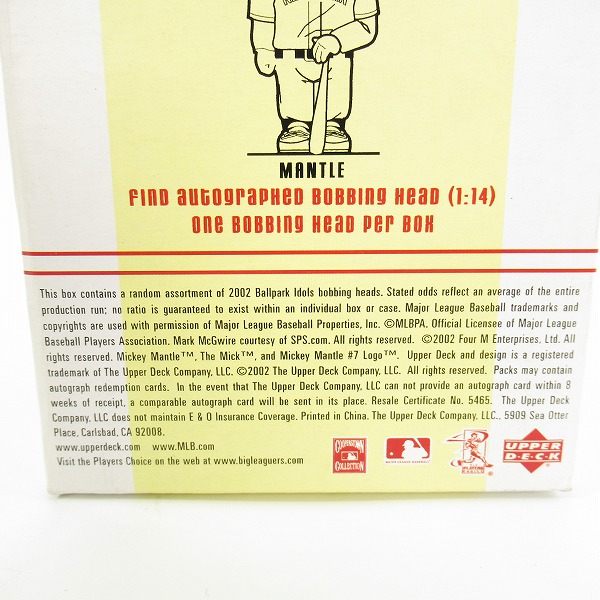 MANTLE
FIND AUTOGRAPHED BOBBING HEAD (1:14)
ONE BOBBING HEAD PER BOX
This box contains a random assortment of 2002 Ballpark Idols bobbing heads. Stated odds reflect an average of the entire
production run; no ratio is guaranteed to exist within an individual box or case. Major League Baseball trademarks and
copyrights are used with permission of Major League Baseball Properties, Inc. ©MLBPA, Official Licensee of Major League
Baseball Players Association. Mark McGwire courtesy of SPS.com. All rights reserved. ©2002 Four M Enterprises, Ltd. All
rights reserved. Mickey Mantle™, The Mick™, and Mickey Mantle #7 Logo™. Upper Deck and design is a registered
trademark of The Upper Deck Company, LLC. ©2002 The Upper Deck Company, LLC. All rights reserved. Packs may contain
autograph redemption cards. In the event that The Upper Deck Company, LLC can not provide an autograph card within 8
weeks of receipt, a comparable autograph card will be sent in its place. Resale Certificate No. 5465. The Upper Deck
Company, LLC does not maintain E & O Insurance Coverage. Printed in China. The Upper Deck Company, LLC., 5909 Sea Otter
Place, Carlsbad, CA 92008.
www.upperdeck.com www.MLB.com
Visit the Players Choice on the web at www.bigleaguers.com
COOPERSTOWN
COLLECTION
MAJOR LEAGUE BASEBALL
PLAYERS
CHOICE
UPPER
D.E.C.K